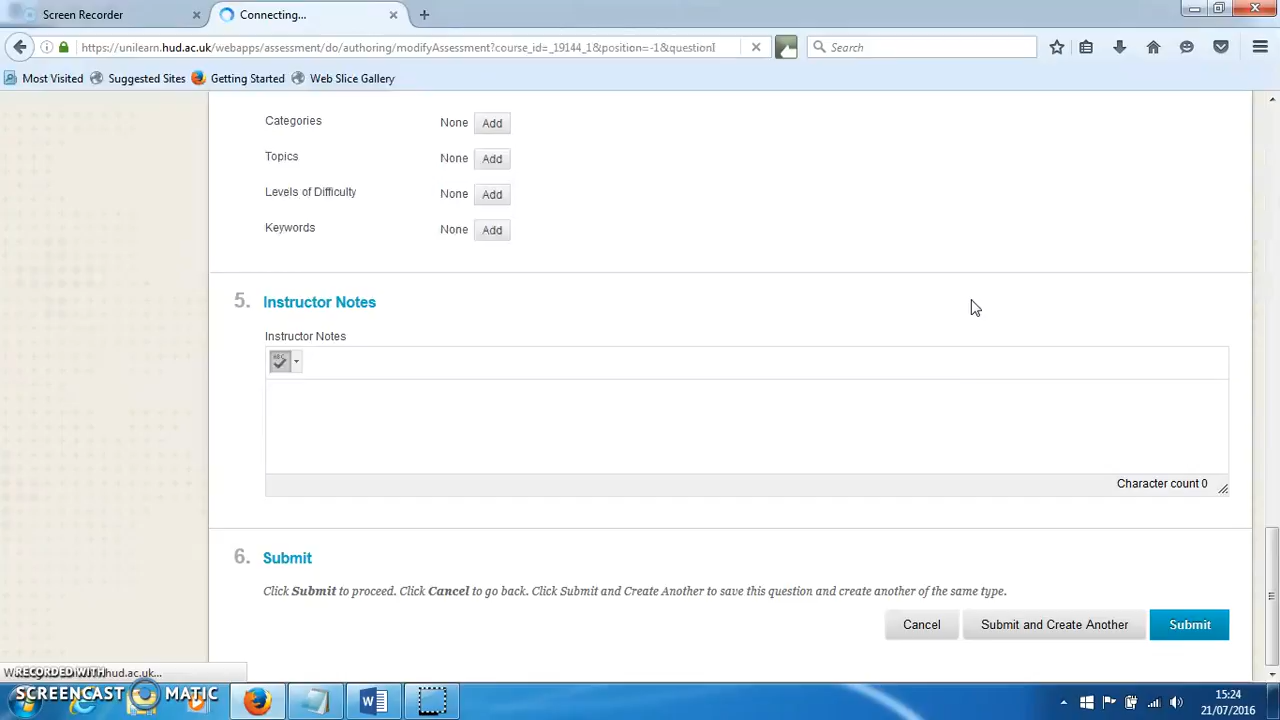 Screen Recorder
Connecting...
https://unilearn.hud.ac.uk/webapps/assessment/do/authoring/modifyAssessment?course_id=_19144_1&position=-1&questionI
Search
Most Visited
Suggested Sites
Getting Started
Web Slice Gallery
Categories
None Add
Topics
None Add
Levels of Difficulty
None Add
Keywords
None Add
5. Instructor Notes
Instructor Notes
ABC
Character count 0
6. Submit
Click Submit to proceed. Click Cancel to go back. Click Submit and Create Another to save this question and create another of the same type.
Cancel
Submit and Create Another
Submit
hud.ac.uk...
RECORDED WITH
SCREENCAST MATIC
15:24
21/07/2016